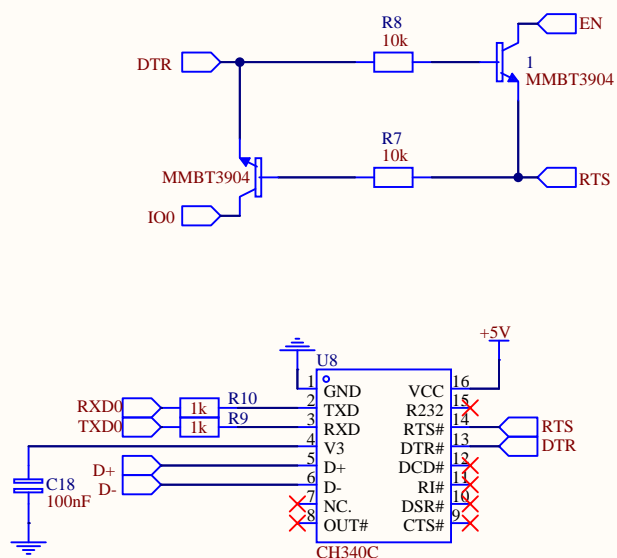 R8
10k
EN
DTR
1
MMBT3904
R7
10k
MMBT3904
RTS
IO0
+5V
U8
1 GND VCC 16
RXD0 1k R10 2 TXD R232 15
TXD0 1k R9 3 RXD RTS# 14 RTS
4 V3 DTR# 13 DTR
D+ 5 D+ DCD# 12
D- 6 D- RI# 11
C18
100nF
7 NC. DSR# 10
8 OUT# CTS# 9
CH340C